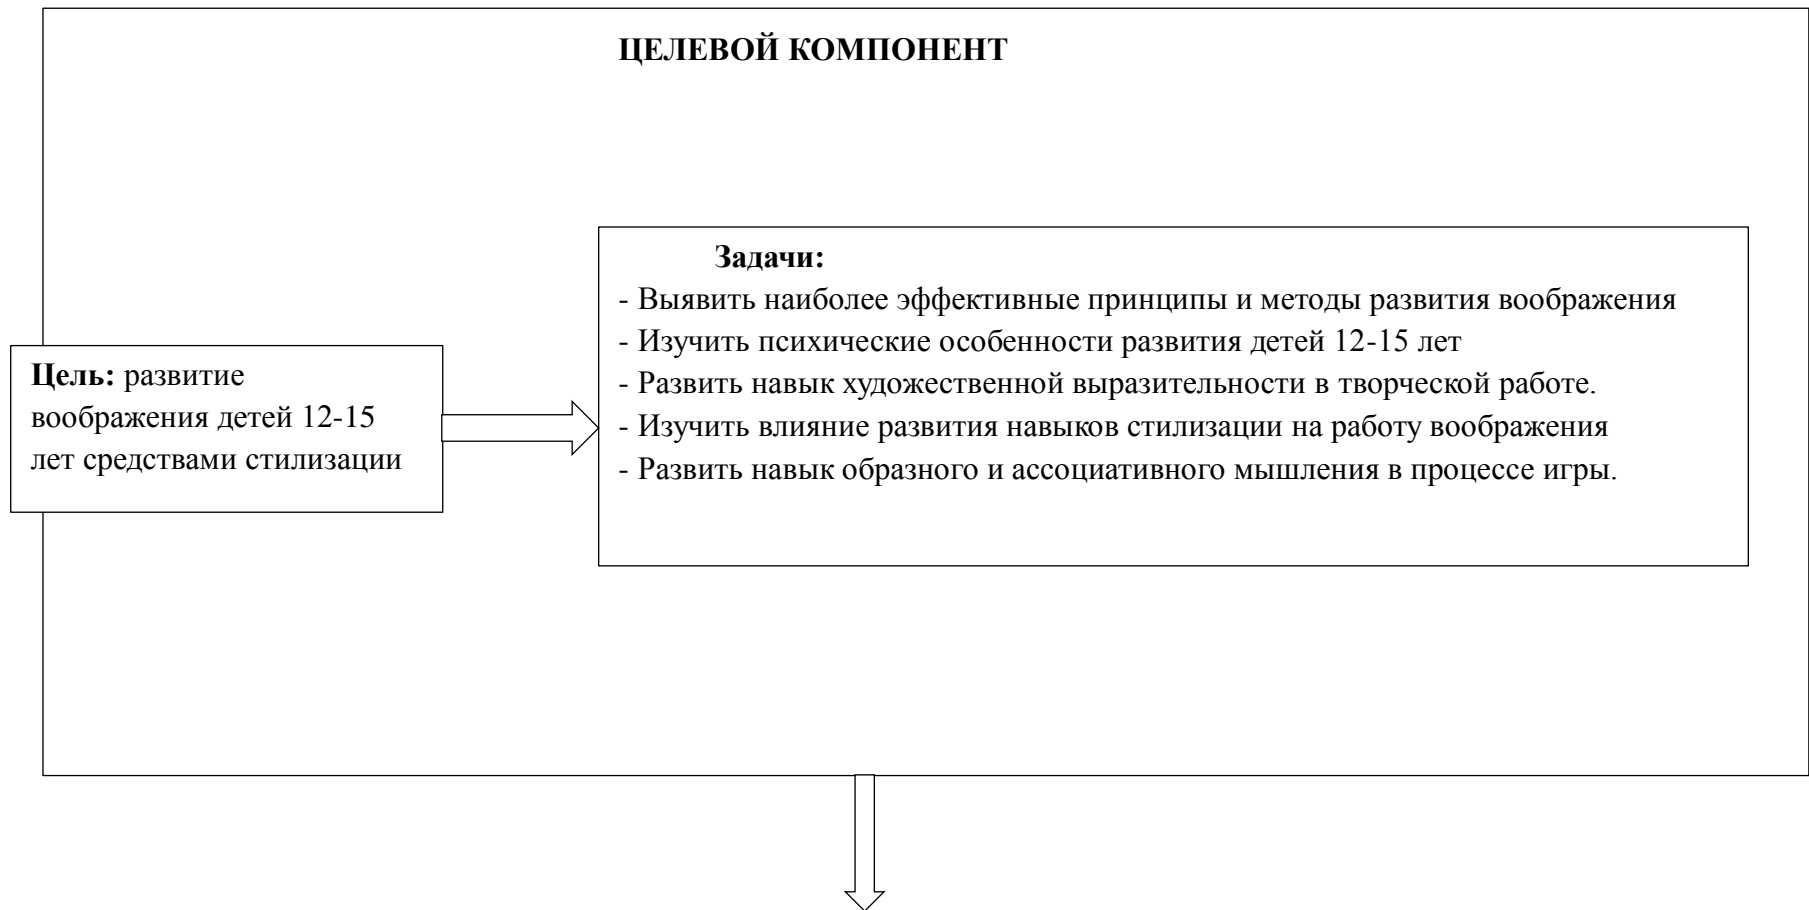 ЦЕЛЕВОЙ КОМПОНЕНТ
Цель: развитие
воображения детей 12-15
лет средствами стилизации
Задачи:
- Выявить наиболее эффективные принципы и методы развития воображения
- Изучить психические особенности развития детей 12-15 лет
- Развить навык художественной выразительности в творческой работе.
- Изучить влияние развития навыков стилизации на работу воображения
- Развить навык образного и ассоциативного мышления в процессе игры.